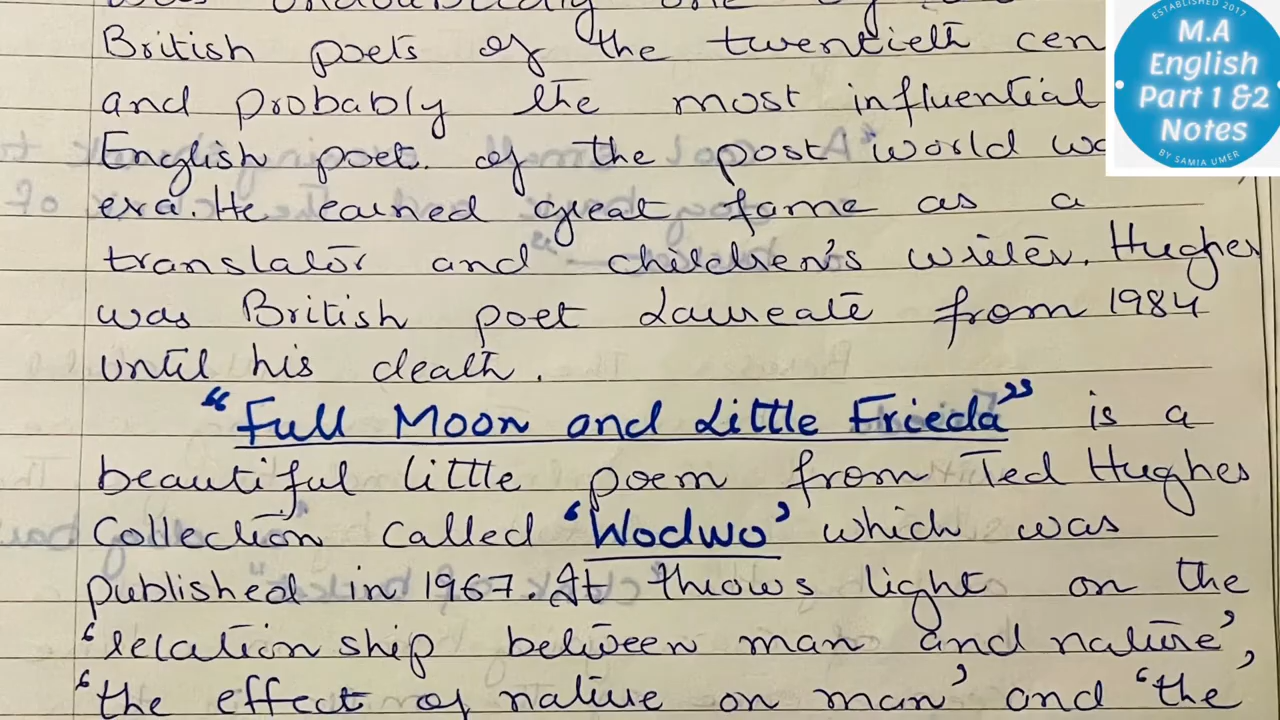 British poets of the twentieth cen
and probably the most influential
English poet. of the post world wa
era. He earned great fame as a
translator and children's writer. Hughes
was British poet Laureate from 1984
until his death.
"Full Moon and Little Frieda" is a
beautiful little poem from Ted Hughes
Collection called 'Wodwo' which was
published in 1967. It throws light on the
'relation ship between man and nature',
'the effect of nature on man' and 'the
ESTABLISHED 2017
M.A
English
Part 1 &2
Notes
BY SAMIA UMER